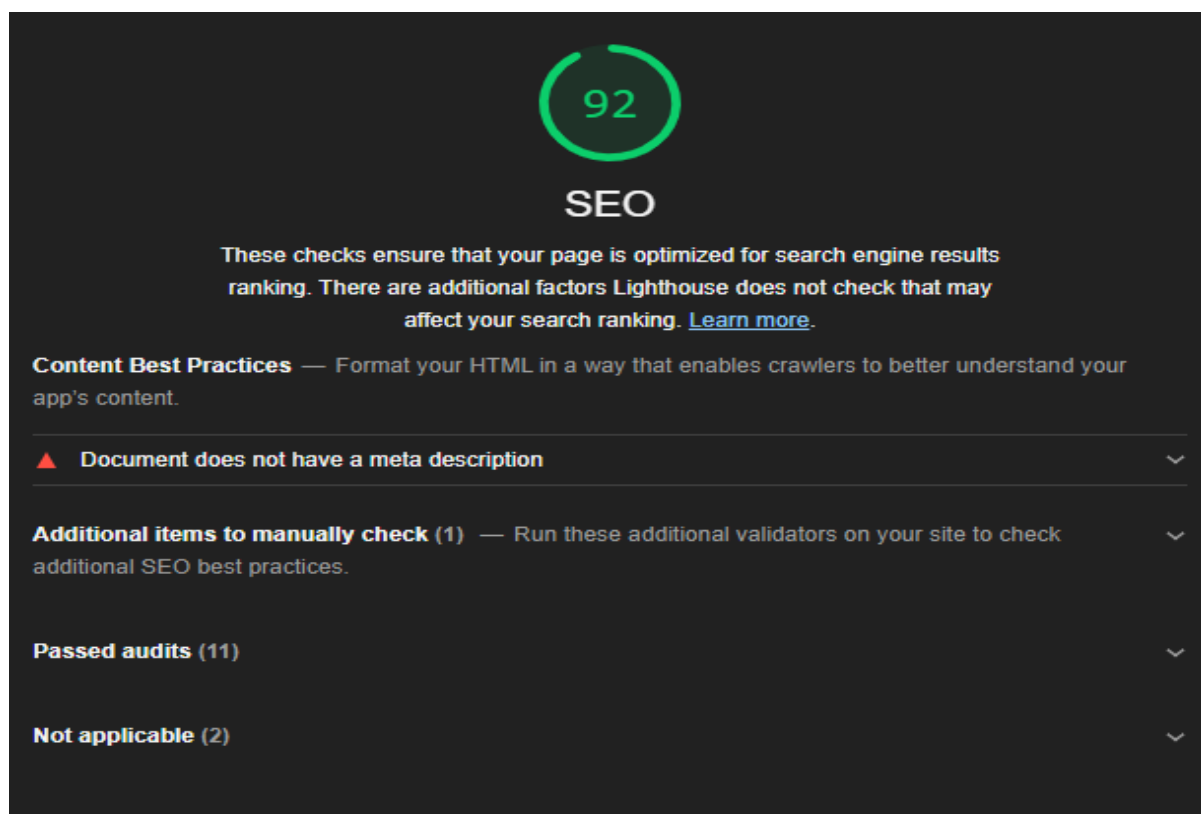 92
SEO
These checks ensure that your page is optimized for search engine results
ranking. There are additional factors Lighthouse does not check that may
affect your search ranking. Learn more.
Content Best Practices — Format your HTML in a way that enables crawlers to better understand your
app's content.
Document does not have a meta description
Additional items to manually check (1) — Run these additional validators on your site to check
additional SEO best practices.
Passed audits (11)
Not applicable (2)